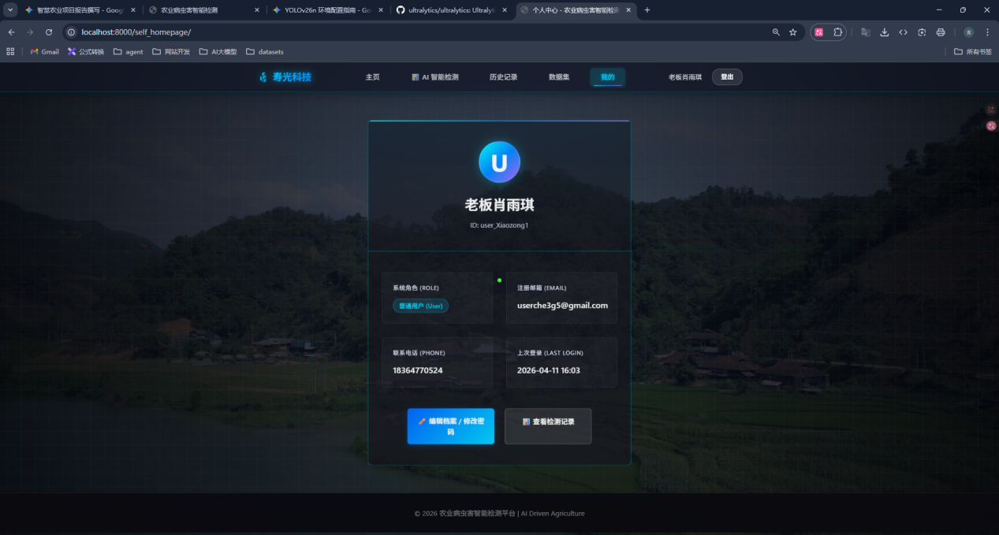 智慧农业项目报告撰写 - Goog
农业病虫害智能检测
YOLOv26n 环境配置指南 - Goo
ultralytics/ultralytics: Ultralyt
个人中心 - 农业病虫害智能检测
localhost:8000/self_homepage/
Gmail
公式转换
agent
网站开发
AI大模型
datasets
所有书签
寿光科技
主页
AI 智能检测
历史记录
数据集
我的
老板肖雨琪
登出
U
老板肖雨琪
ID: user_Xiaozong1
系统角色 (ROLE)
普通用户 (User)
注册邮箱 (EMAIL)
userche3g5@gmail.com
联系电话 (PHONE)
18364770524
上次登录 (LAST LOGIN)
2026-04-11 16:03
编辑档案 / 修改密
码
查看检测记录
© 2026 农业病虫害智能检测平台 | AI Driven Agriculture